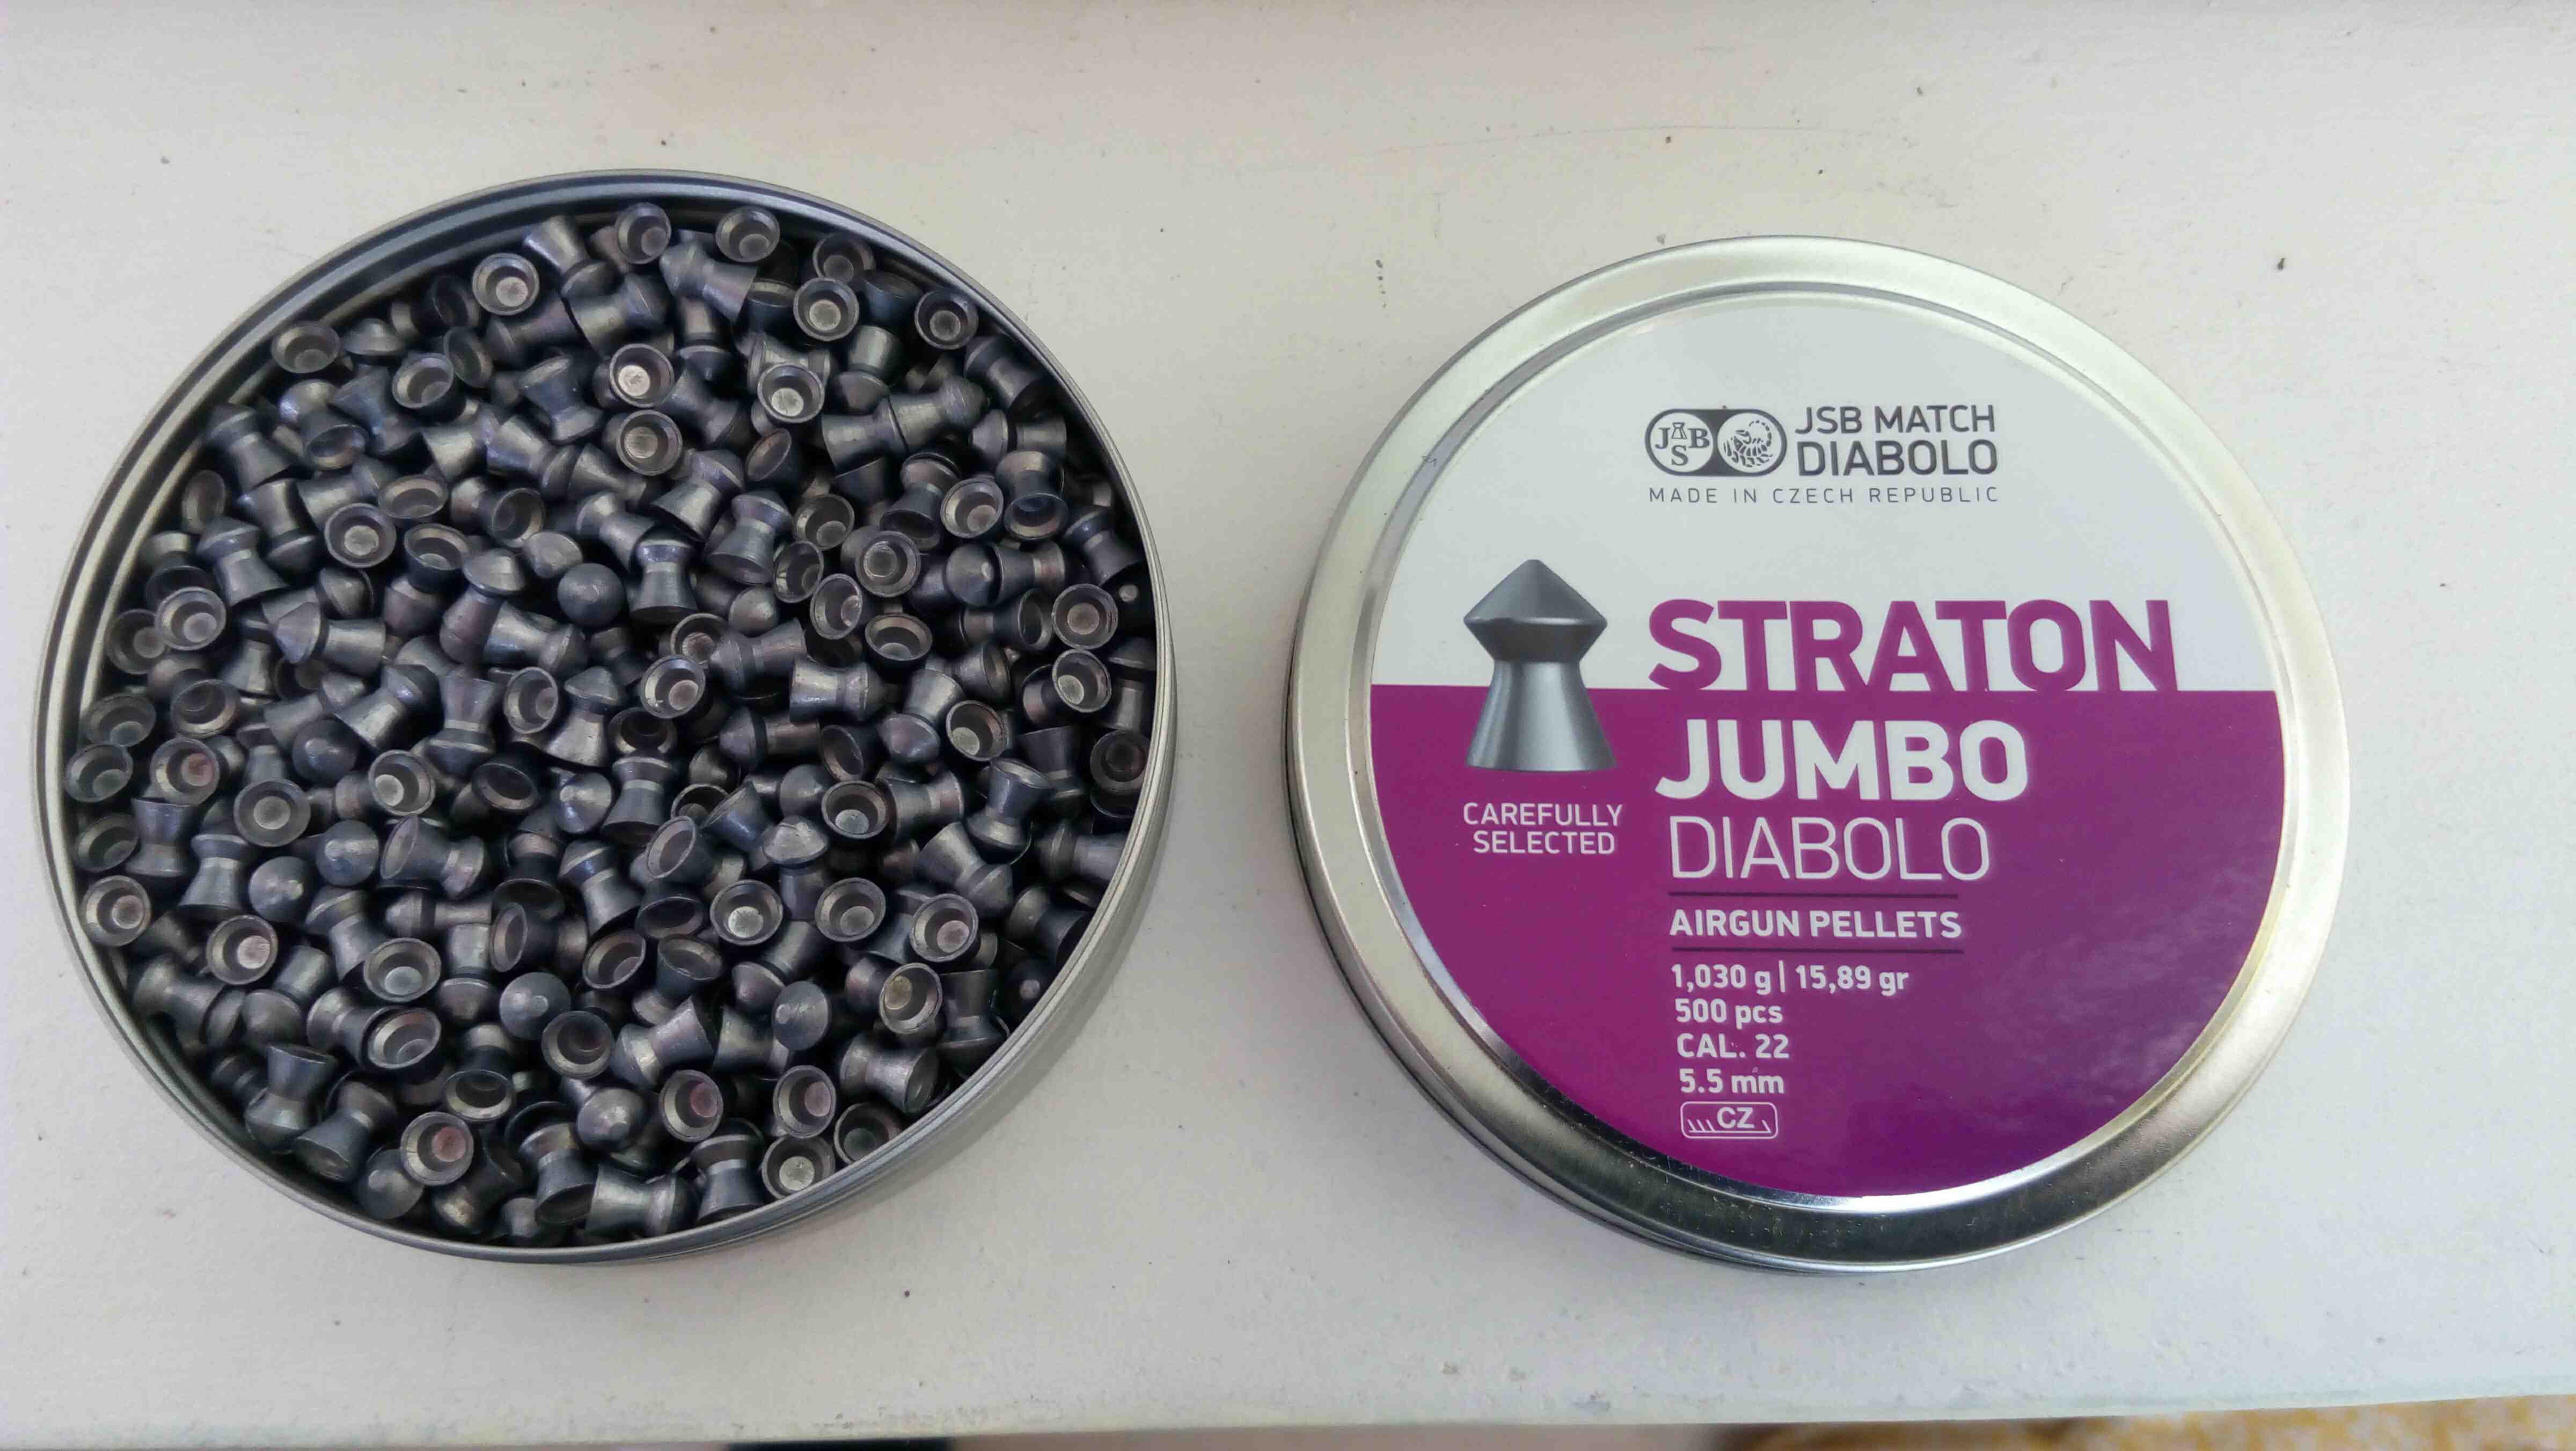 JSB
JSB MATCH
DIABOLO
MADE IN CZECH REPUBLIC
STRATON
JUMBO
DIABOLO
CAREFULLY
SELECTED
AIRGUN PELLETS
1,030 g | 15,89 gr
500 pcs
CAL. 22
5.5 mm
CZ